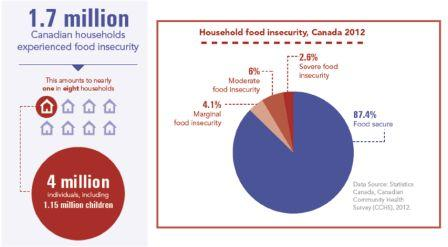 1.7 million
Canadian households
experienced food insecurity
This amounts to nearly
one in eight households
4 million
individuals, including
1.15 million children
Household food insecurity, Canada 2012
2.6%
Severe food
insecurity
6%
Moderate
food insecurity
4.1%
Marginal
food insecurity
87.4%
Food secure
Data Source: Statistics
Canada, Canadian
Community Health
Survey (CCHS), 2012.